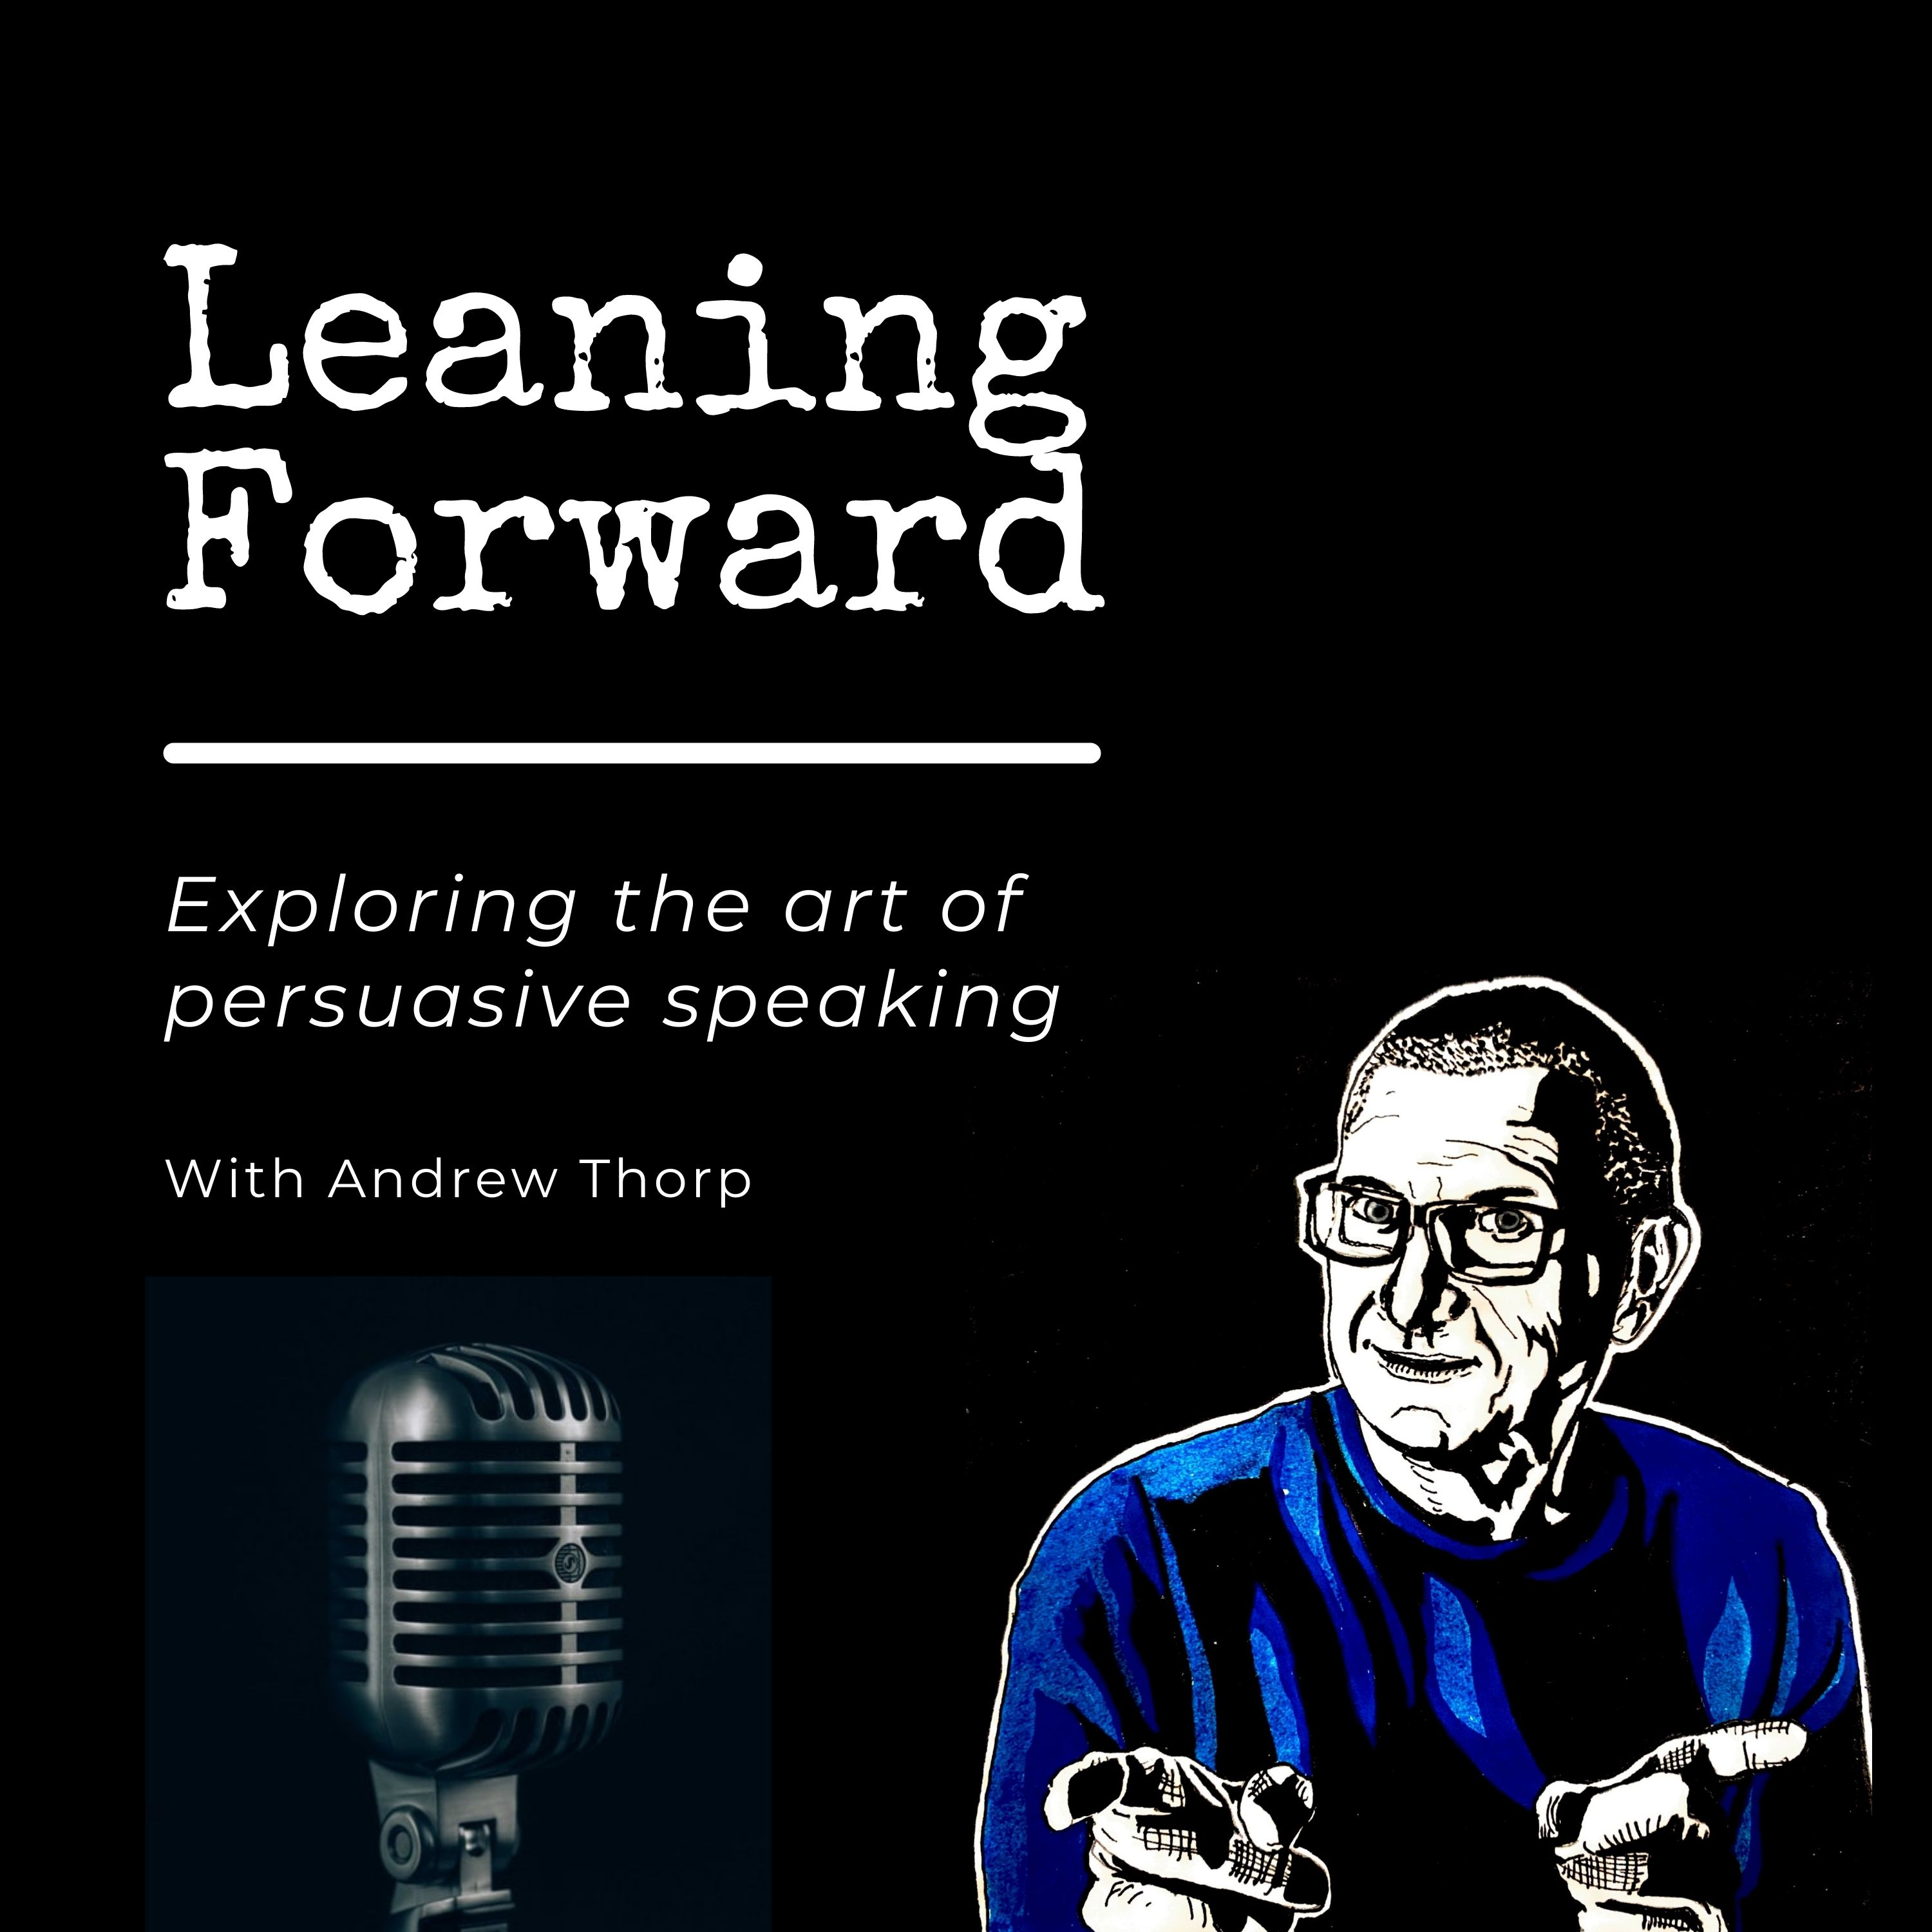 Leaning
Forward
Exploring the art of
persuasive speaking
With Andrew Thorp